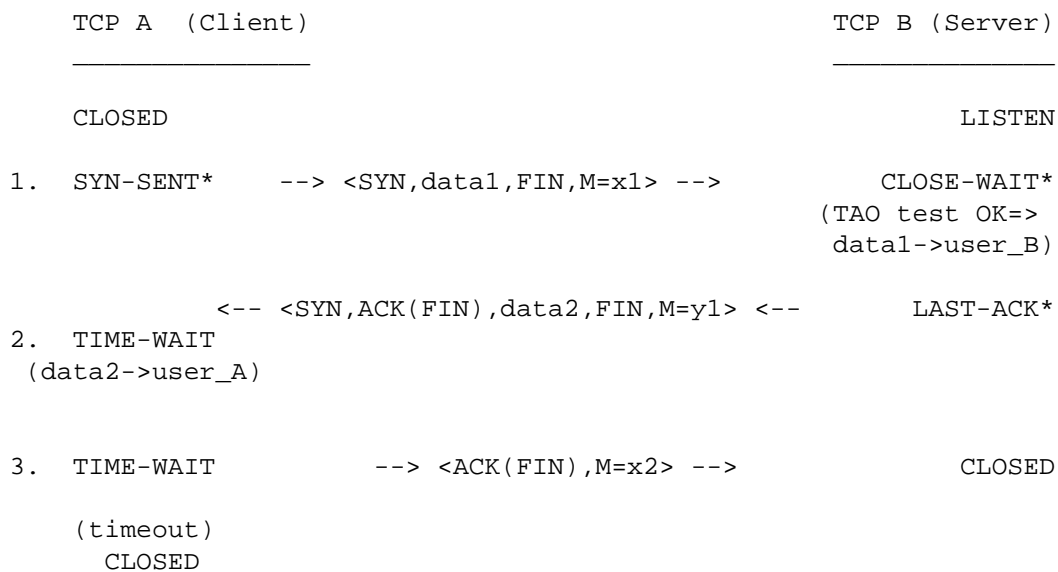 TCP A  (Client)                                 TCP B (Server)
_______________                                 ______________
CLOSED                                                  LISTEN
1.  SYN-SENT*    --> <SYN,data1,FIN,M=x1> -->         CLOSE-WAIT*
(TAO test OK=>
data1->user_B)
<-- <SYN,ACK(FIN),data2,FIN,M=y1> <--       LAST-ACK*
2.  TIME-WAIT
(data2->user_A)
3.  TIME-WAIT          --> <ACK(FIN),M=x2> -->              CLOSED
(timeout)
CLOSED